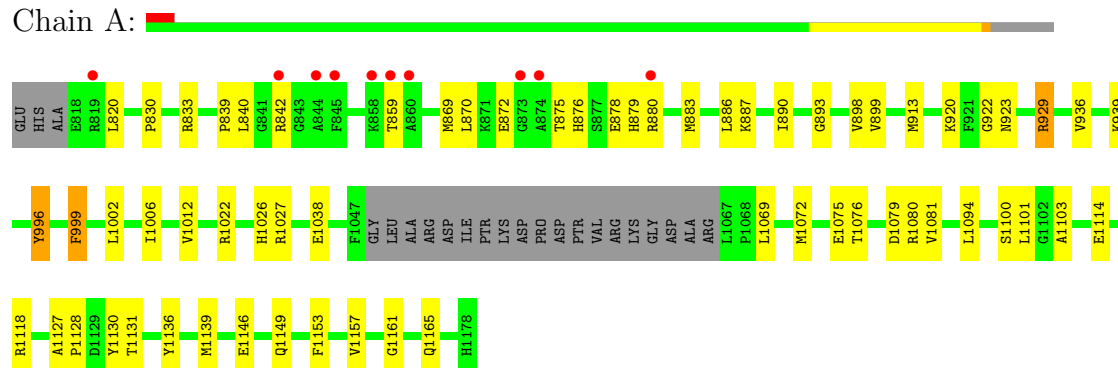 Chain A:
GLU HIS ALA E818 R819 L820 P830 R833 P839 L840 G841 R842 G843 A844 F845 K858 T859 A860 M869 L870 K871 E872 G873 A874 T875 H876 S877 E878 H879 R880 M883 L886 K887 I890 G893 V898 V899 M913 K920 F921 G922 N923 R929 V936
Y996 F999 L1002 I1006 V1012 R1022 H1026 R1027 E1038 F1047 GLY LEU ALA ARG ASP ILE PTR LYS ASP PRO ASP PTR VAL ARG LYS GLY ASP ALA ARG L1067 P1068 L1069 M1072 E1075 T1076 D1079 R1080 V1081 L1094 S1100 L1101 G1102 A1103 E1114
R1118 A1127 P1128 D1129 Y1130 T1131 Y1136 M1139 E1146 Q1149 F1153 V1157 G1161 Q1165 H1178